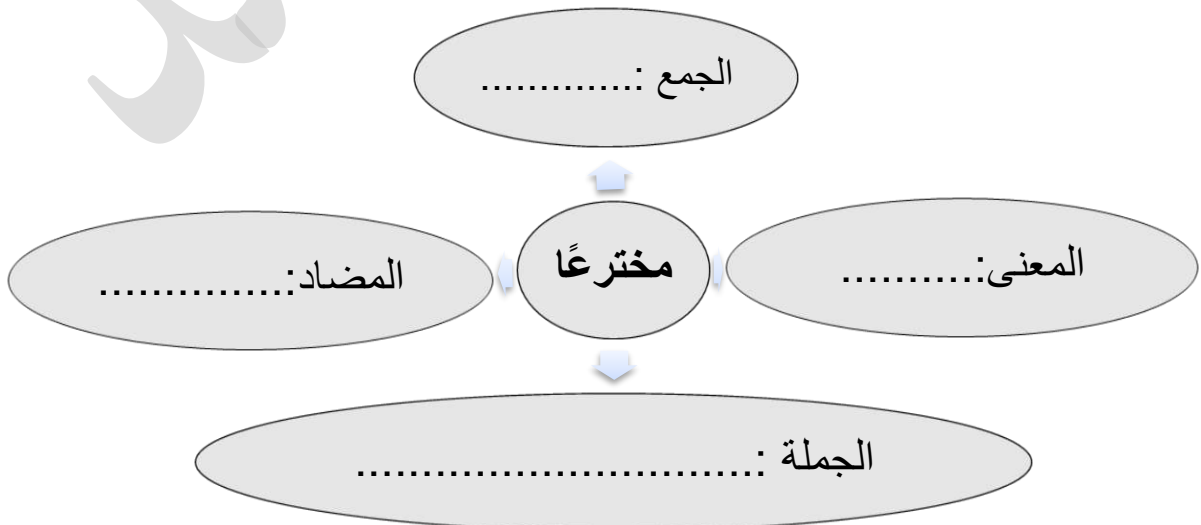 الجمع :.............
المعنى:...........
مخترعًا
المضاد:...............
الجملة :..............................